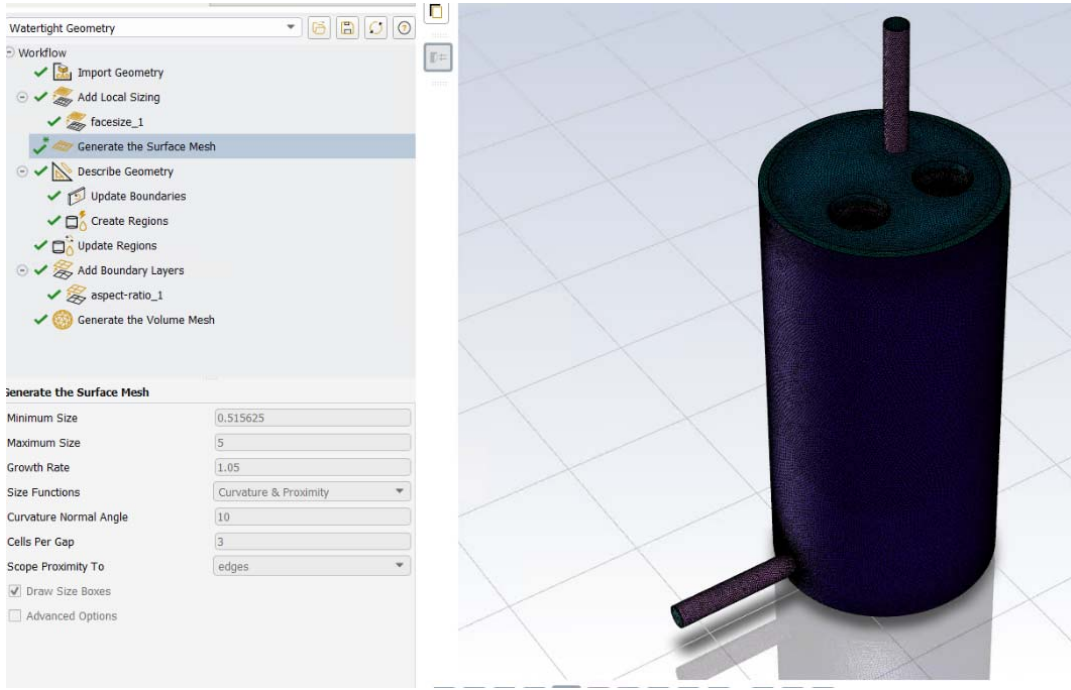 Watertight Geometry
Workflow
Import Geometry
Add Local Sizing
facesize_1
Generate the Surface Mesh
Describe Geometry
Update Boundaries
Create Regions
Update Regions
Add Boundary Layers
aspect-ratio_1
Generate the Volume Mesh
Generate the Surface Mesh
Minimum Size 0.515625
Maximum Size 5
Growth Rate 1.05
Size Functions Curvature & Proximity
Curvature Normal Angle 10
Cells Per Gap 3
Scope Proximity To edges
Draw Size Boxes
Advanced Options